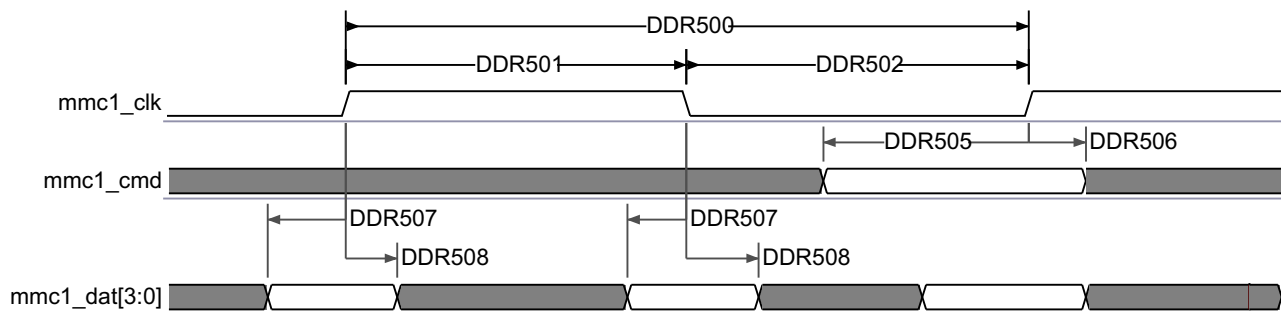 DDR500
DDR501 DDR502
mmc1_clk
DDR505 DDR506
mmc1_cmd
DDR507 DDR507
DDR508 DDR508
mmc1_dat[3:0]